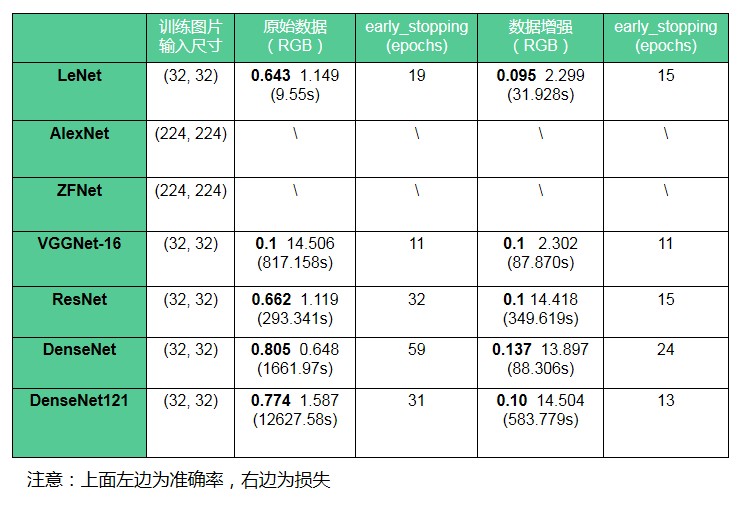 训练图片 原始数据 early_stopping 数据增强 early_stopping
输入尺寸 （RGB） (epochs) （RGB） (epochs)
LeNet (32, 32) 0.643 1.149 19 0.095 2.299 15
(9.55s) (31.928s)
AlexNet (224, 224) \ \ \ \
ZFNet (224, 224) \ \ \ \
VGGNet-16 (32, 32) 0.1 14.506 11 0.1 2.302 11
(817.158s) (87.870s)
ResNet (32, 32) 0.662 1.119 32 0.1 14.418 15
(293.341s) (349.619s)
DenseNet (32, 32) 0.805 0.648 59 0.137 13.897 24
(1661.97s) (88.306s)
DenseNet121 (32, 32) 0.774 1.587 31 0.10 14.504 13
(12627.58s) (583.779s)
注意：上面左边为准确率，右边为损失